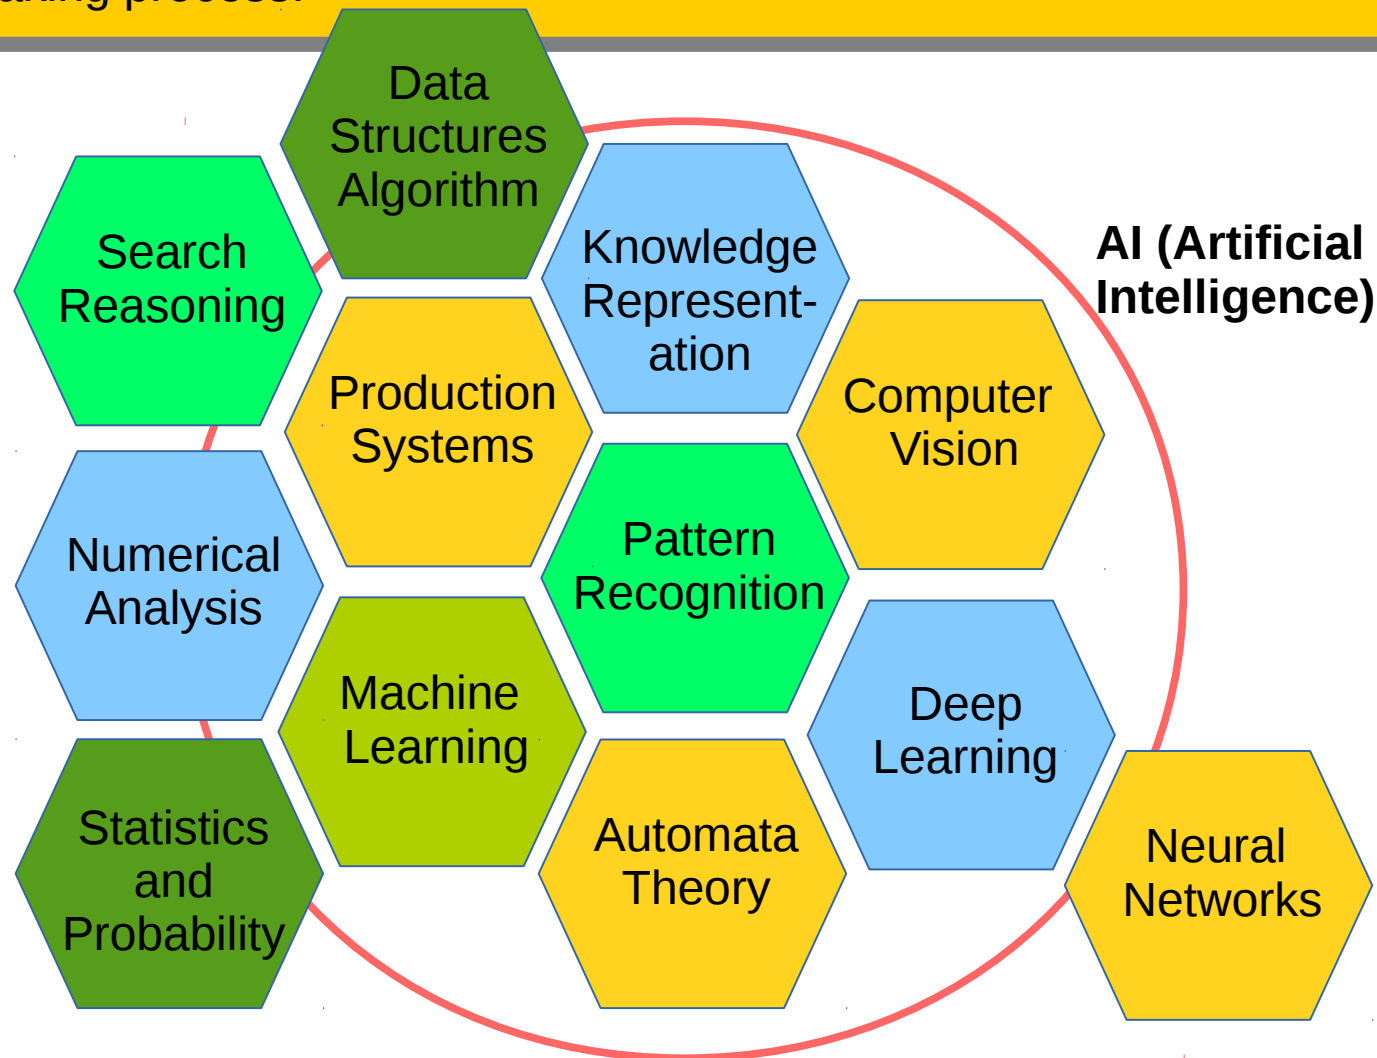 process.
Data
Structures
Algorithm
Search
Reasoning
Knowledge
Represent-
ation
AI (Artificial
Intelligence)
Production
Systems
Computer
Vision
Numerical
Analysis
Pattern
Recognition
Machine
Learning
Deep
Learning
Statistics
and
Probability
Automata
Theory
Neural
Networks